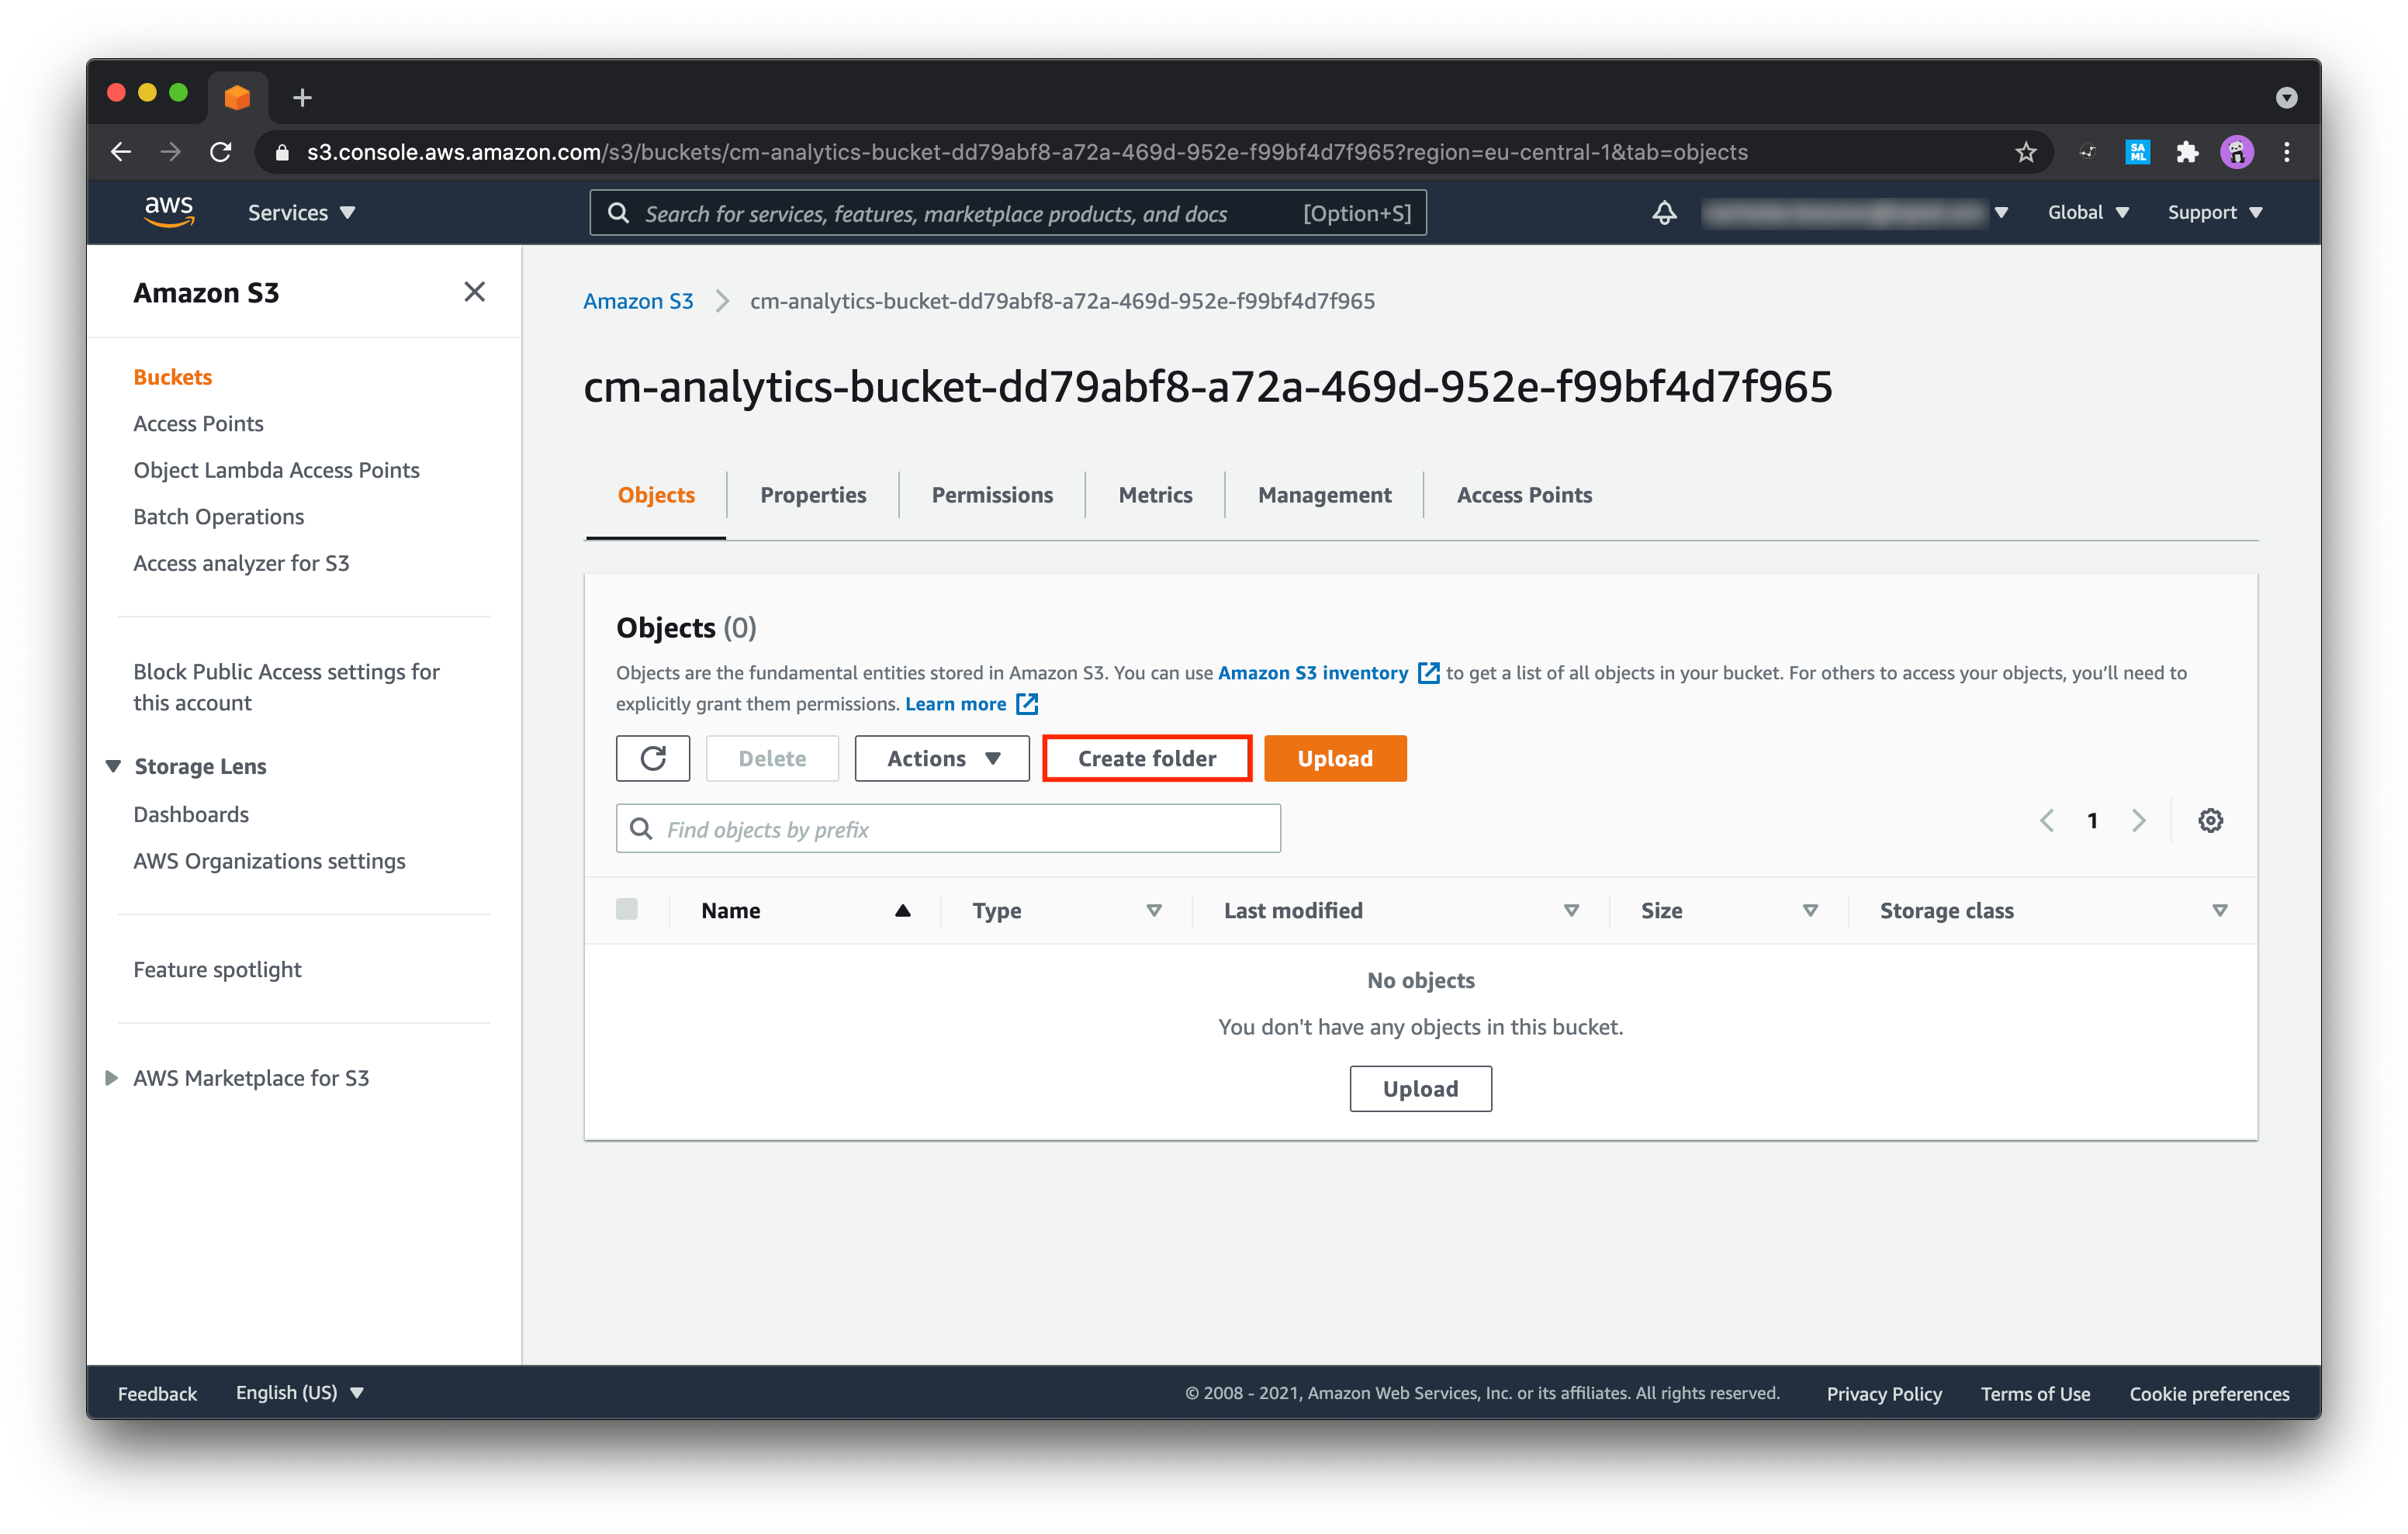 s3.console.aws.amazon.com/s3/buckets/cm-analytics-bucket-dd79abf8-a72a-469d-952e-f99bf4d7f965?region=eu-central-1&tab=objects
SA
ML
aws
Services
Search for services, features, marketplace products, and docs
[Option+S]
Global
Support
Amazon S3
Buckets
Access Points
Object Lambda Access Points
Batch Operations
Access analyzer for S3
Block Public Access settings for
this account
Storage Lens
Dashboards
AWS Organizations settings
Feature spotlight
AWS Marketplace for S3
Amazon S3
cm-analytics-bucket-dd79abf8-a72a-469d-952e-f99bf4d7f965
cm-analytics-bucket-dd79abf8-a72a-469d-952e-f99bf4d7f965
Objects
Properties
Permissions
Metrics
Management
Access Points
Objects (0)
Objects are the fundamental entities stored in Amazon S3. You can use Amazon S3 inventory to get a list of all objects in your bucket. For others to access your objects, you’ll need to
explicitly grant them permissions. Learn more
Delete
Actions
Create folder
Upload
Find objects by prefix
1
Name
Type
Last modified
Size
Storage class
No objects
You don't have any objects in this bucket.
Upload
Feedback
English (US)
© 2008 - 2021, Amazon Web Services, Inc. or its affiliates. All rights reserved.
Privacy Policy
Terms of Use
Cookie preferences